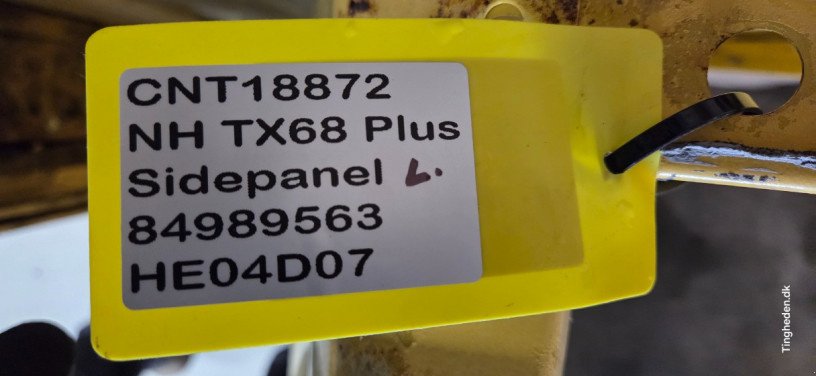 CNT18872
NH TX68 Plus
Sidepanel L.
84989563
HE04D07
Tingheden.dk